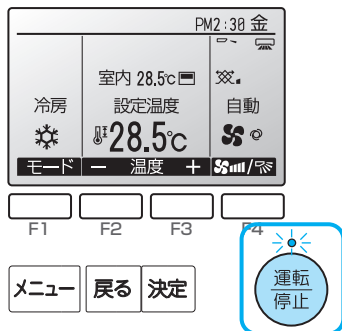 PM2:30 金
室内 28.5℃
冷房 設定温度 自動
28.5℃
モード － 温度 ＋ /
F1 F2 F3 F4
メニュー 戻る 決定 運転
停止